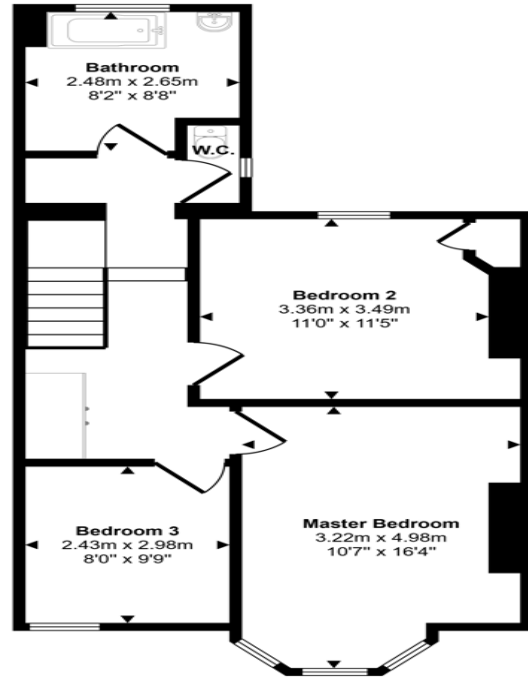 Bathroom
2.48m x 2.65m
8'2" x 8'8"
W.C.
Bedroom 2
3.36m x 3.49m
11'0" x 11'5"
Bedroom 3
2.43m x 2.98m
8'0" x 9'9"
Master Bedroom
3.22m x 4.98m
10'7" x 16'4"